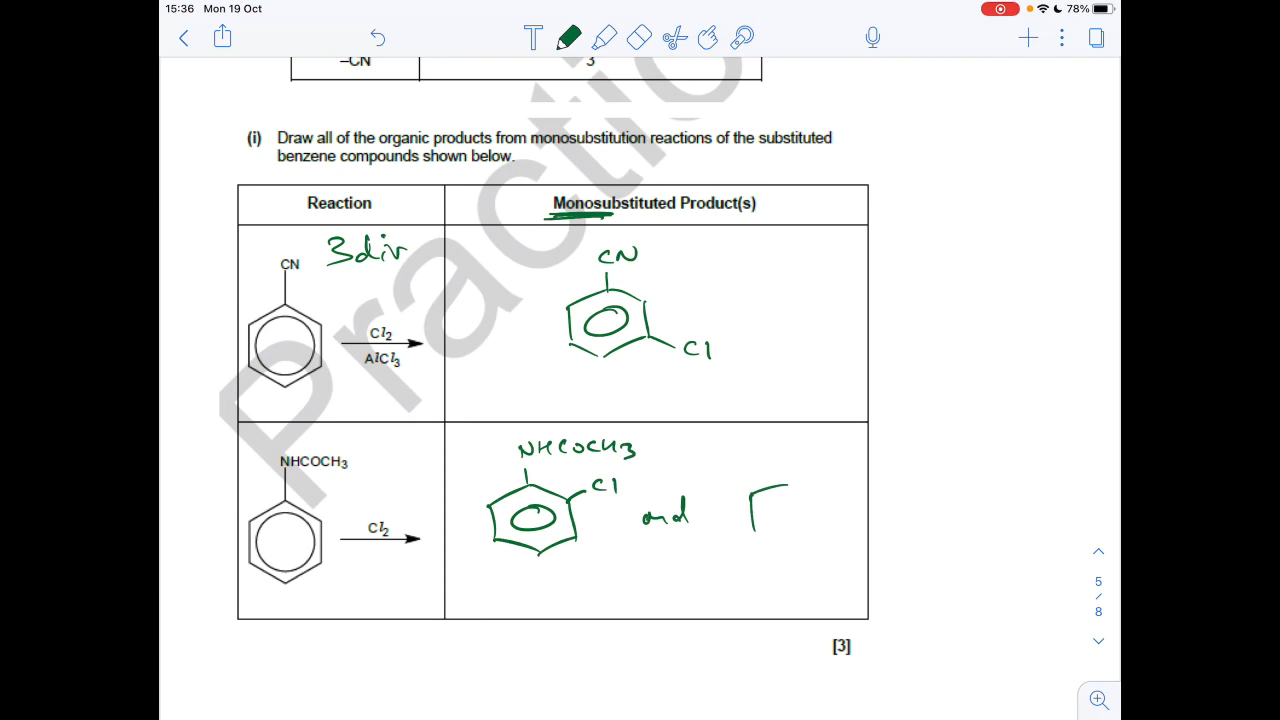 15:36 Mon 19 Oct
78%
–CN 3
(i) Draw all of the organic products from monosubstitution reactions of the substituted
benzene compounds shown below.
Reaction Monosubstituted Product(s)
3 dir
CN
Cl2
AlCl3
CN
Cl
NHCOCH3
Cl2
NHCOCH3
Cl
and
[3]
5
/
8